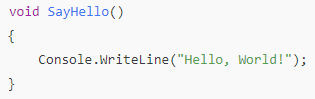 void SayHello()
{
    Console.WriteLine("Hello, World!");
}